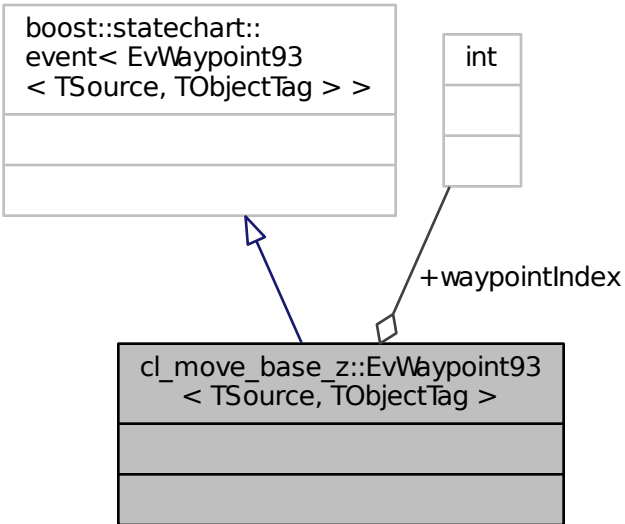 boost::statechart::
event< EvWaypoint93
< TSource, TObjectTag > >
int
+waypointIndex
cl_move_base_z::EvWaypoint93
< TSource, TObjectTag >